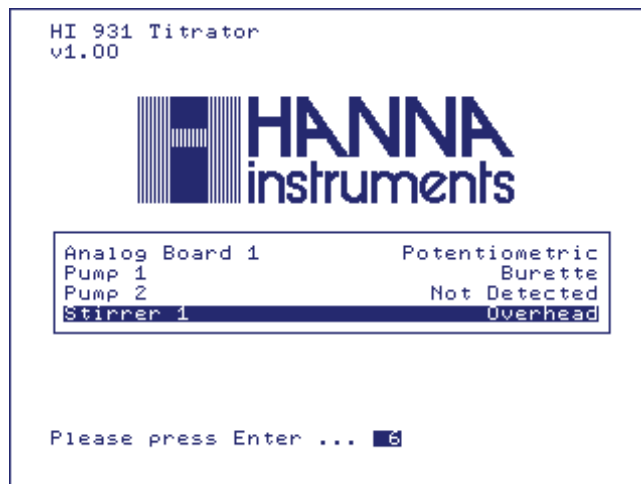 HI 931 Titrator
v1.00
HANNA
instruments
Analog Board 1 Potentiometric
Pump 1 Burette
Pump 2 Not Detected
Stirrer 1 Overhead
Please press Enter ... 6